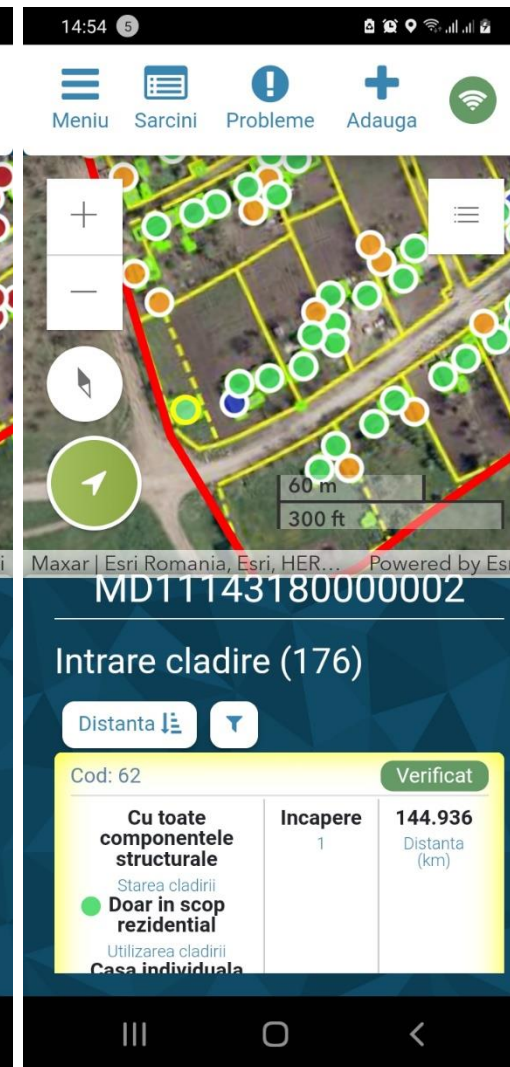 14:54 5
Meniu Sarcini Probleme Adauga
60 m
300 ft
Maxar | Esri Romania, Esri, HER... Powered by Esr
MD11143180000002
Intrare cladire (176)
Distanta
Cod: 62 Verificat
Cu toate componentele structurale
Starea cladirii
Doar in scop rezidential
Utilizarea cladirii
Casa individuala
Incapere
1
144.936
Distanta (km)